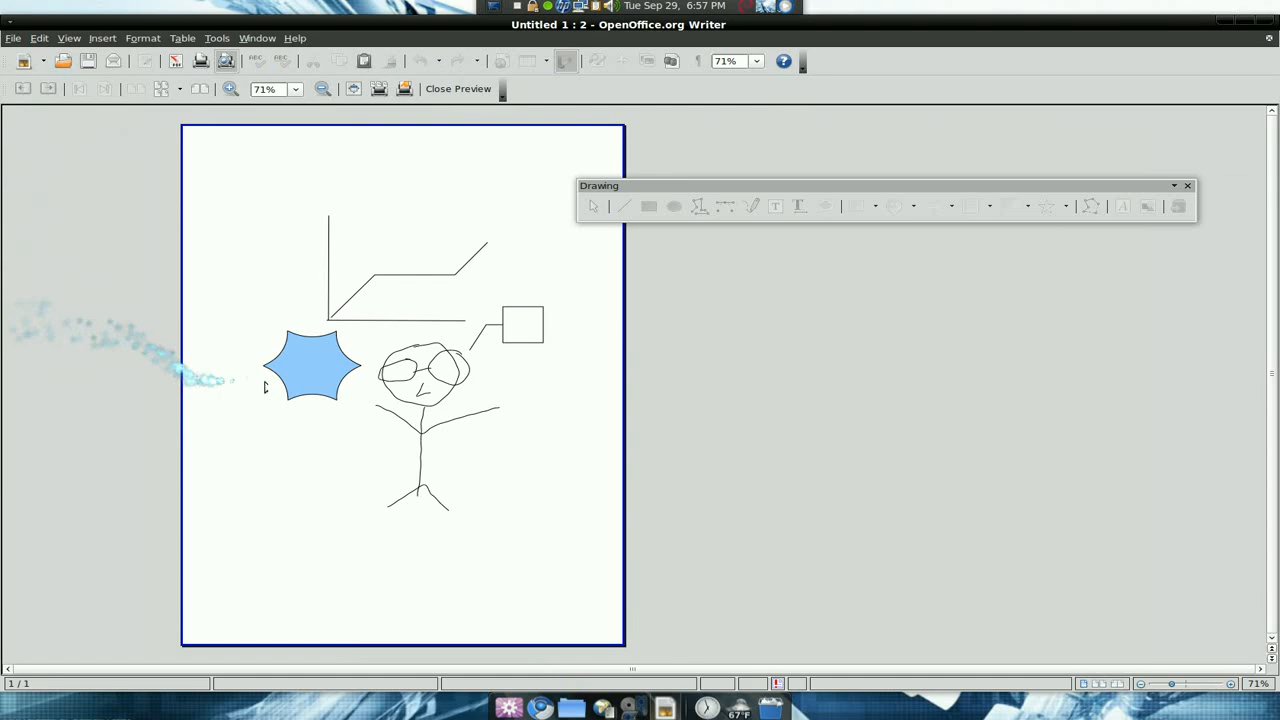 Tue Sep 29, 6:57 PM
Untitled 1 : 2 - OpenOffice.org Writer
File Edit View Insert Format Table Tools Window Help
71%
71% Close Preview
Drawing
1 / 1 71%
67°F